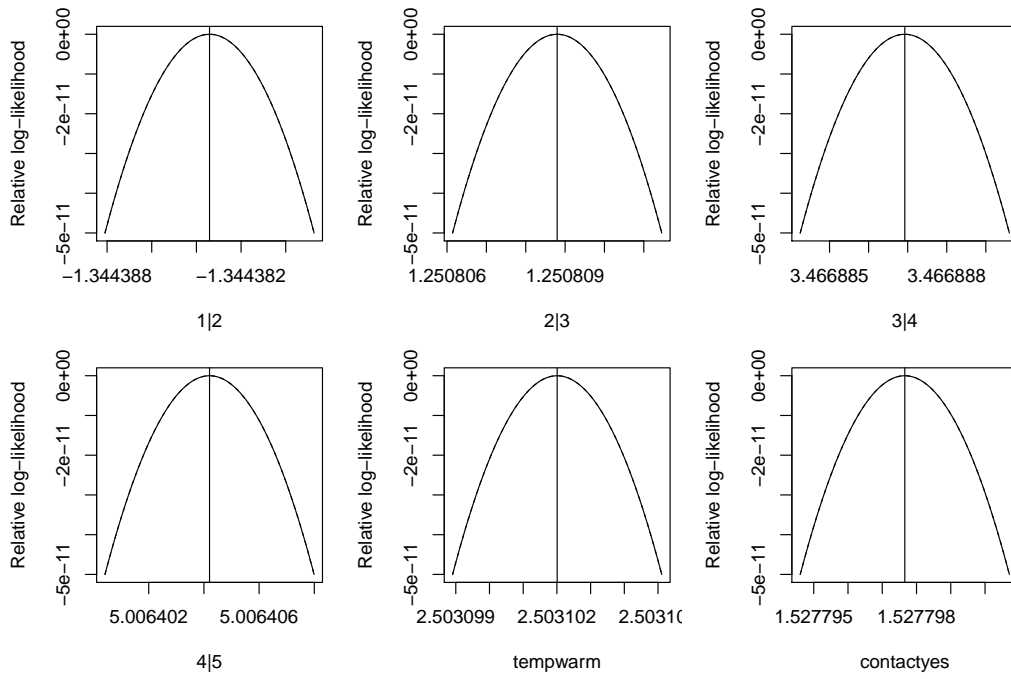 Relative log−likelihood
0e+00
−2e−11
−5e−11
−1.344388
−1.344382
1|2
Relative log−likelihood
0e+00
−2e−11
−5e−11
1.250806
1.250809
2|3
Relative log−likelihood
0e+00
−2e−11
−5e−11
3.466885
3.466888
3|4
Relative log−likelihood
0e+00
−2e−11
−5e−11
5.006402
5.006406
4|5
Relative log−likelihood
0e+00
−2e−11
−5e−11
2.503099
2.503102
tempwarm
Relative log−likelihood
0e+00
−2e−11
−5e−11
1.527795
1.527798
contactyes